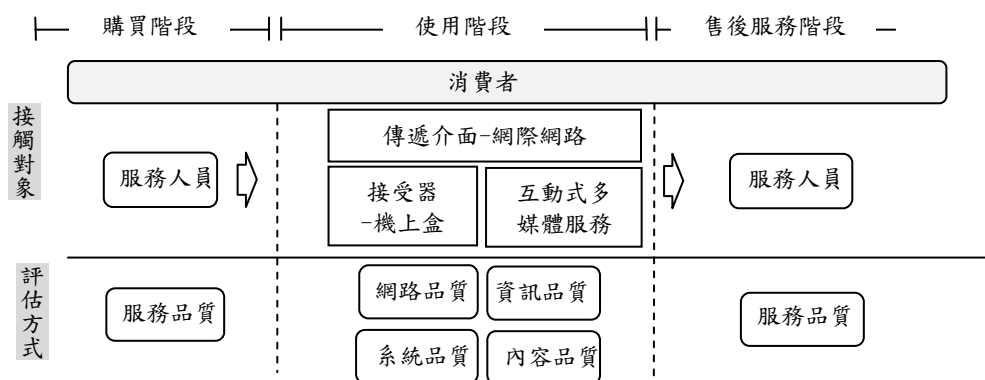 購買階段
使用階段
售後服務階段
消費者
接觸對象
傳遞介面-網際網路
服務人員
接受器
-機上盒
互動式多
媒體服務
服務人員
評估方式
服務品質
網路品質
資訊品質
系統品質
內容品質
服務品質